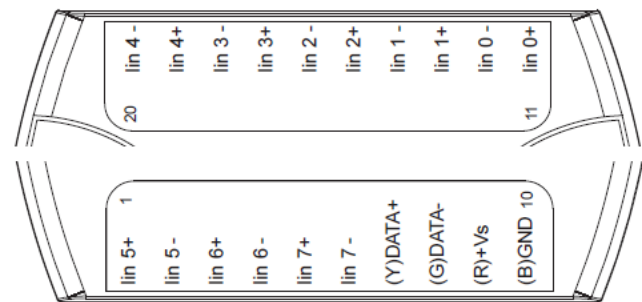 Iin 4 -
Iin 4+
Iin 3 -
Iin 3+
Iin 2 -
Iin 2+
Iin 1 -
Iin 1+
Iin 0 -
Iin 0+
20
11
1
10
Iin 5+
Iin 5 -
Iin 6+
Iin 6 -
Iin 7+
Iin 7 -
(Y)DATA+
(G)DATA-
(R)+Vs
(B)GND